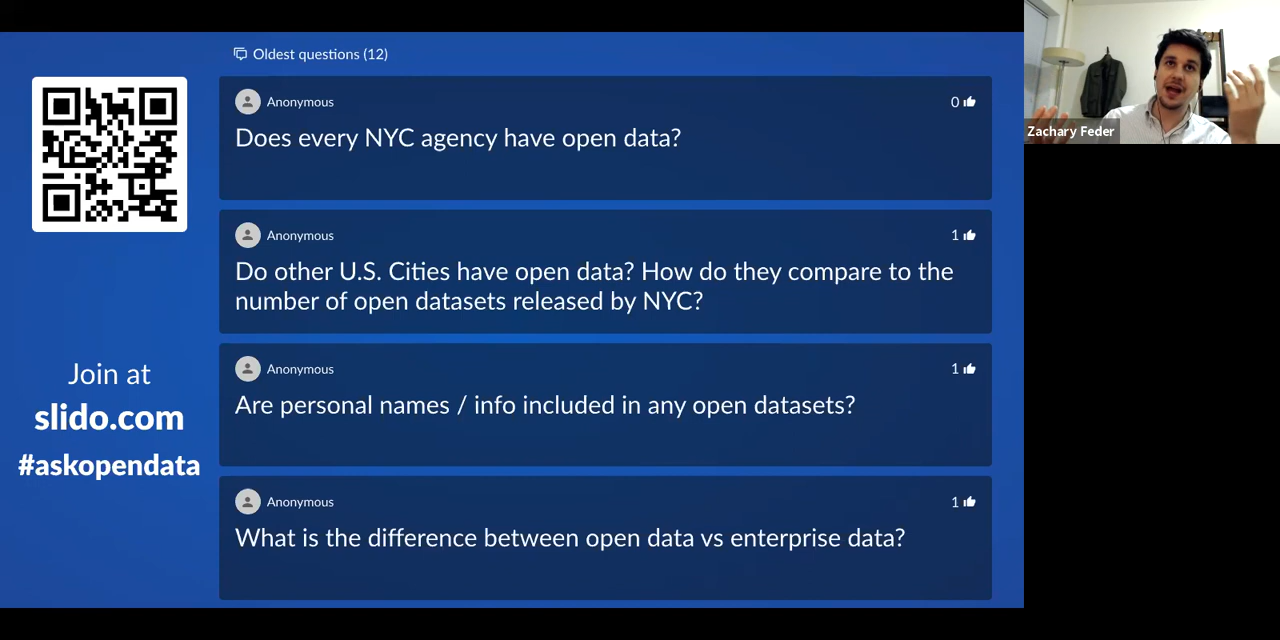 Oldest questions (12)
Anonymous
0
Does every NYC agency have open data?
Anonymous
1
Do other U.S. Cities have open data? How do they compare to the
number of open datasets released by NYC?
Anonymous
1
Are personal names / info included in any open datasets?
Anonymous
1
What is the difference between open data vs enterprise data?
Join at
slido.com
#askopendata
Zachary Feder